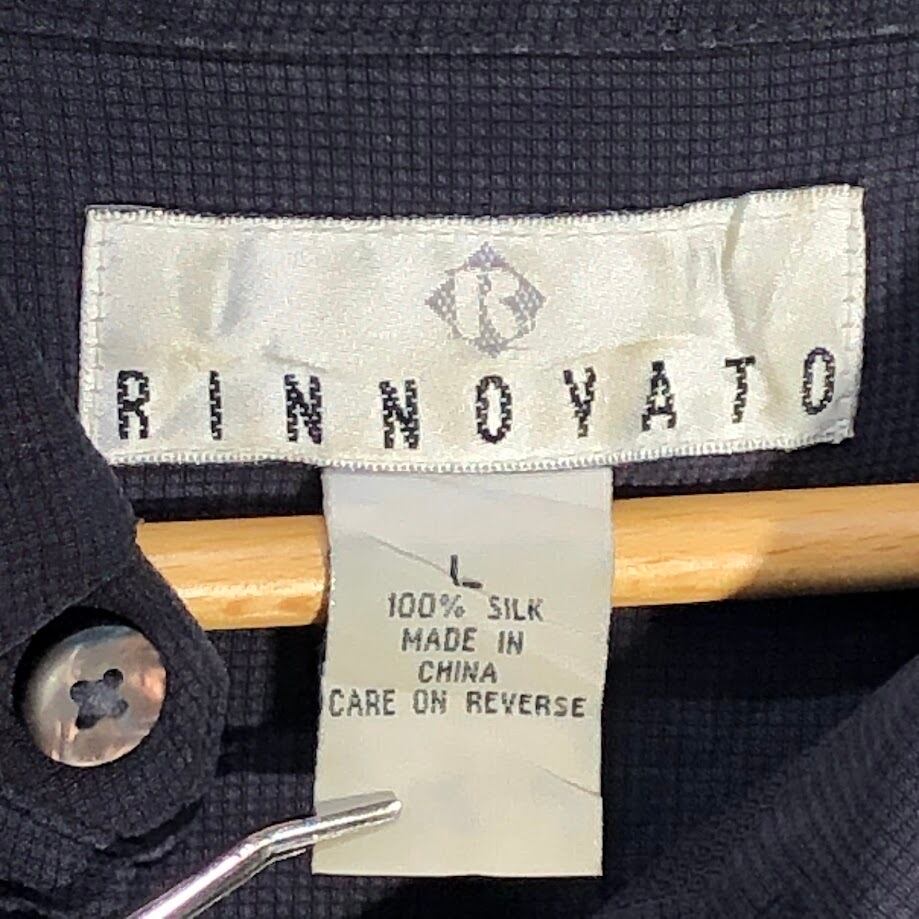 R
RINNOVATO
L
100% SILK
MADE IN
CHINA
CARE ON REVERSE